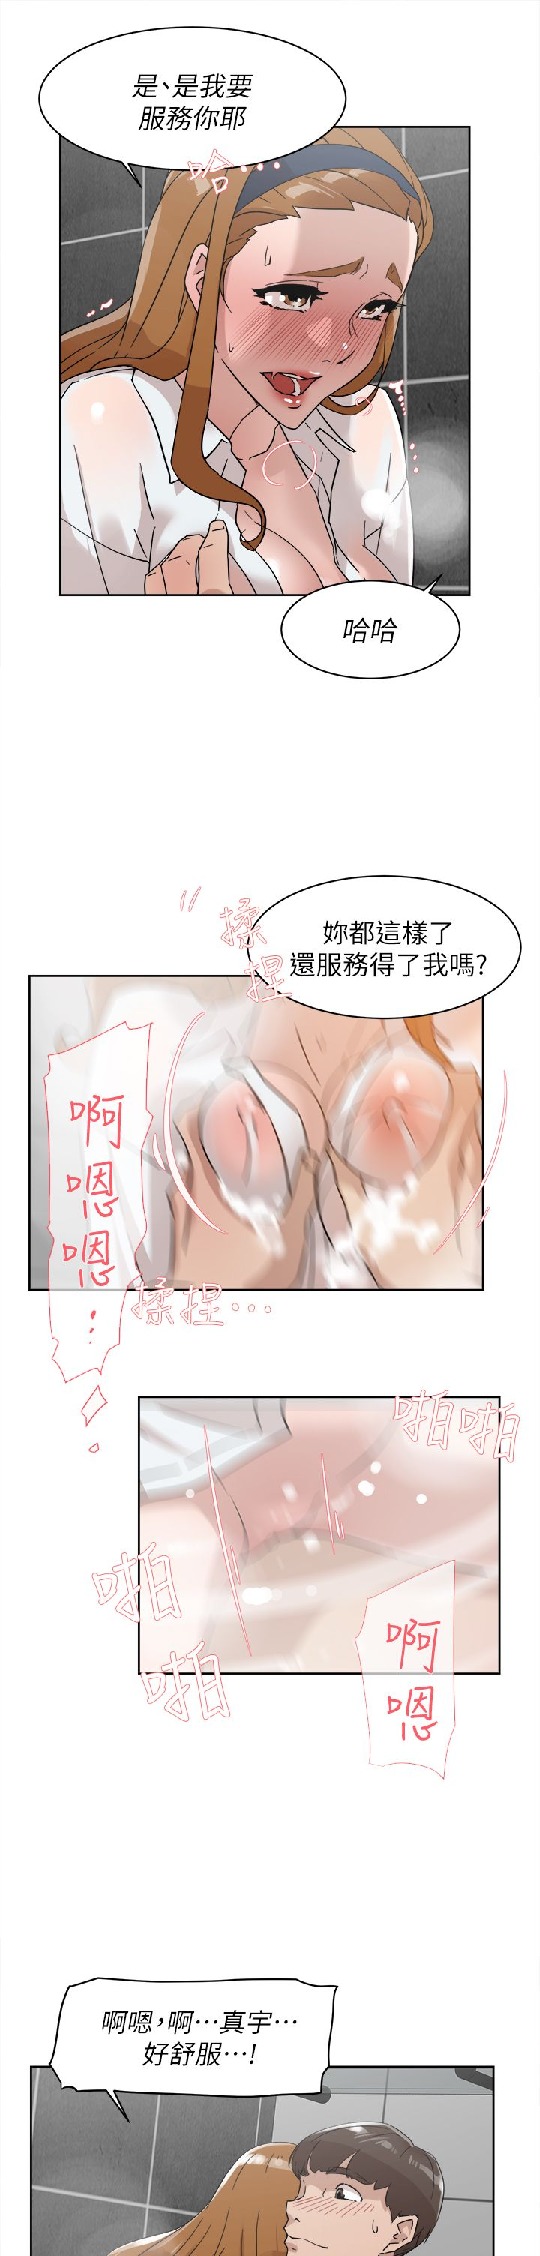 是、是我要
服務你耶
哈…
哈哈
妳都這樣了
還服務得了我嗎?
揉
捏
啊
嗯
嗯
…
揉捏…
啪啪
啪
啪
啊
嗯
啊嗯,啊…真宇…
好舒服…!